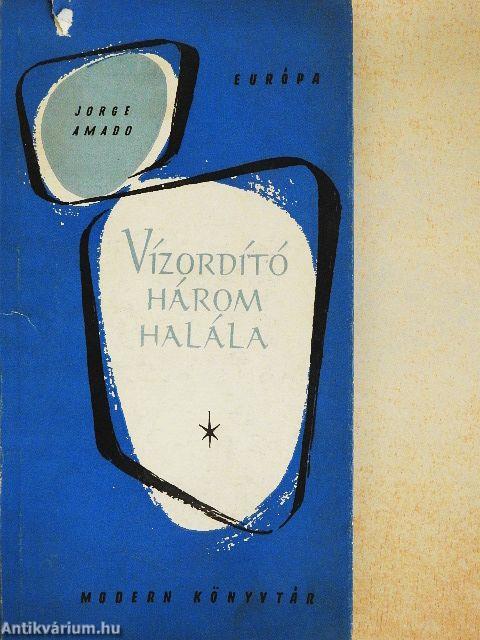 EURÓPA
JORGE
AMADO
VÍZORDÍTÓ
HÁROM
HALÁLA
MODERN KÖNYVTÁR
Antikvárium.hu